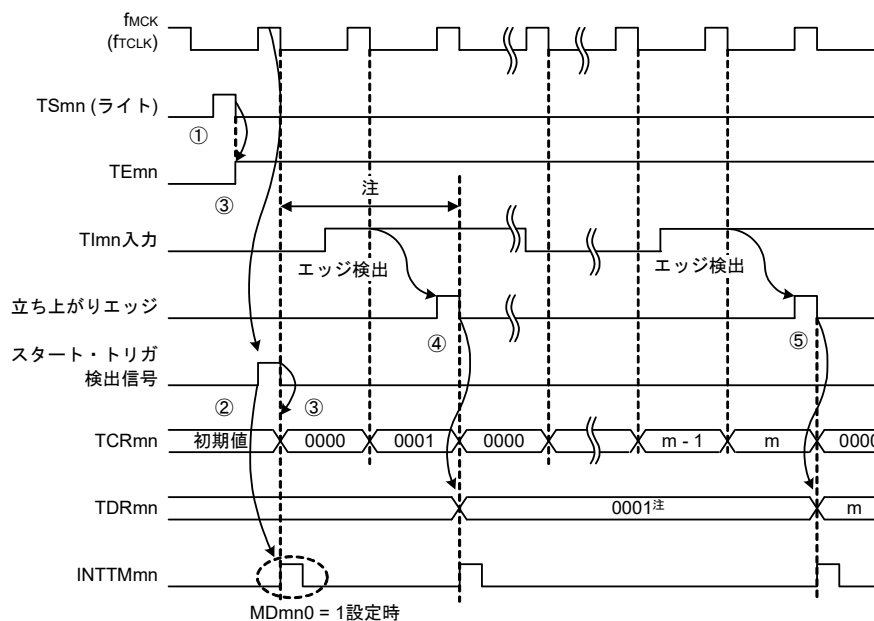 fMCK
(fTCLK)
TSmn (ライト)
①
TEmn
③
注
TImn入力
エッジ検出
エッジ検出
立ち上がりエッジ
④
⑤
スタート・トリガ
検出信号
②
③
TCRmn
初期値
0000
0001
0000
m - 1
m
0000
TDRmn
0001注
m
INTTMmn
MDmn0 = 1設定時